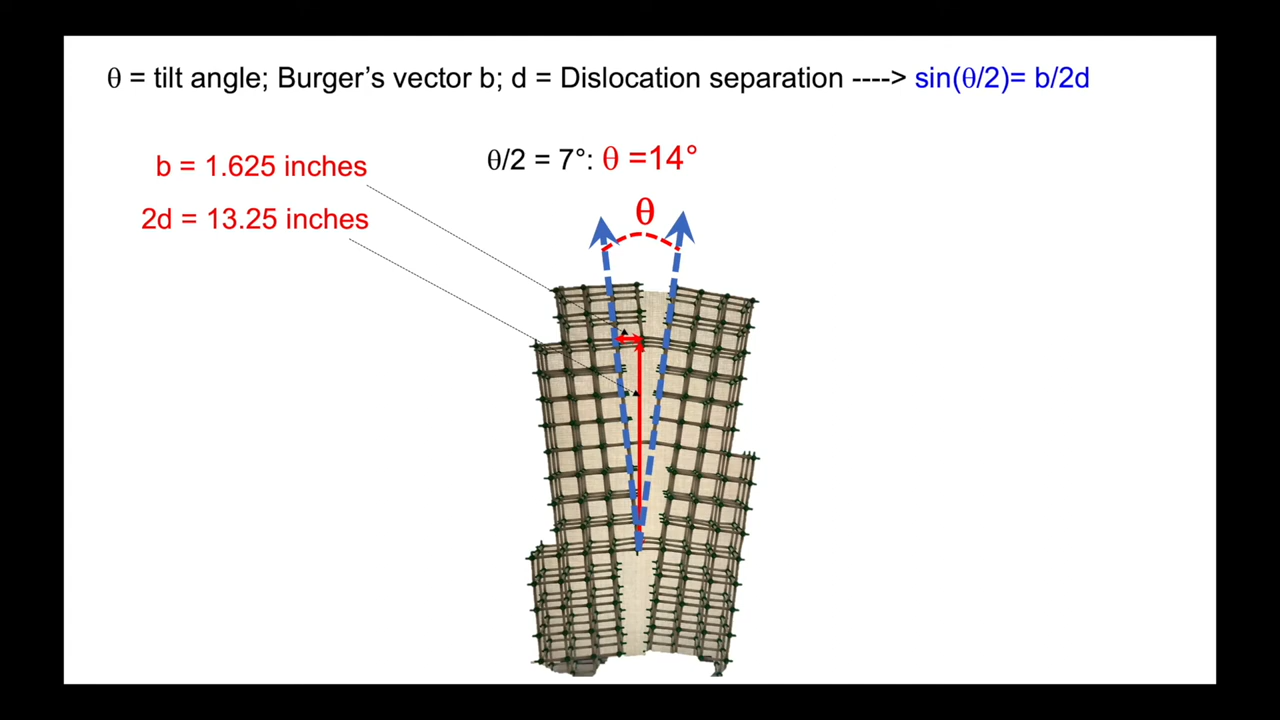 θ = tilt angle; Burger's vector b; d = Dislocation separation ----> sin(θ/2)= b/2d
b = 1.625 inches
θ/2 = 7°: θ =14°
2d = 13.25 inches
θ